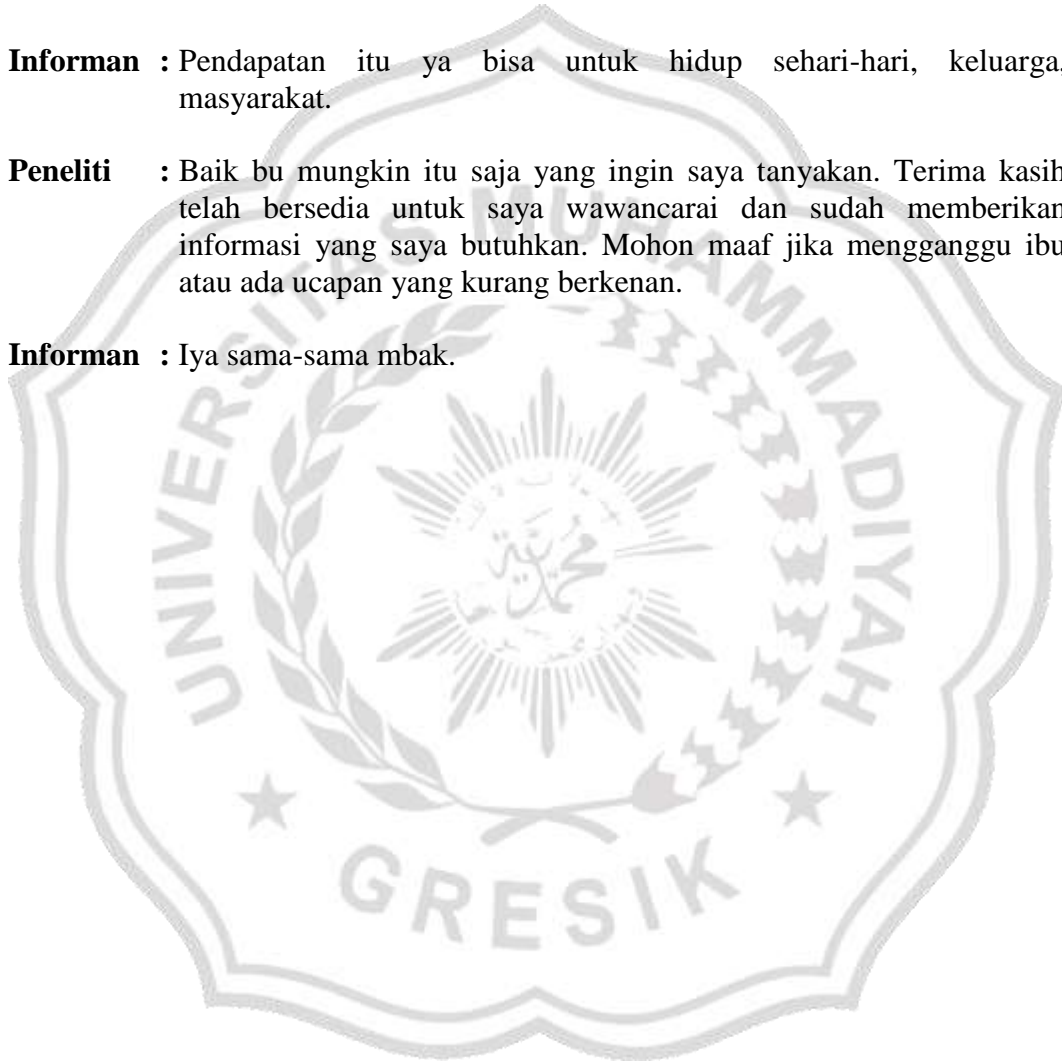 Informan : Pendapatan itu ya bisa untuk hidup sehari-hari, keluarga,
masyarakat.
Peneliti : Baik bu mungkin itu saja yang ingin saya tanyakan. Terima kasih
telah bersedia untuk saya wawancarai dan sudah memberikan
informasi yang saya butuhkan. Mohon maaf jika mengganggu ibu
atau ada ucapan yang kurang berkenan.
Informan : Iya sama-sama mbak.
UNIVERSITAS MUHAMMADIYAH
GRESIK